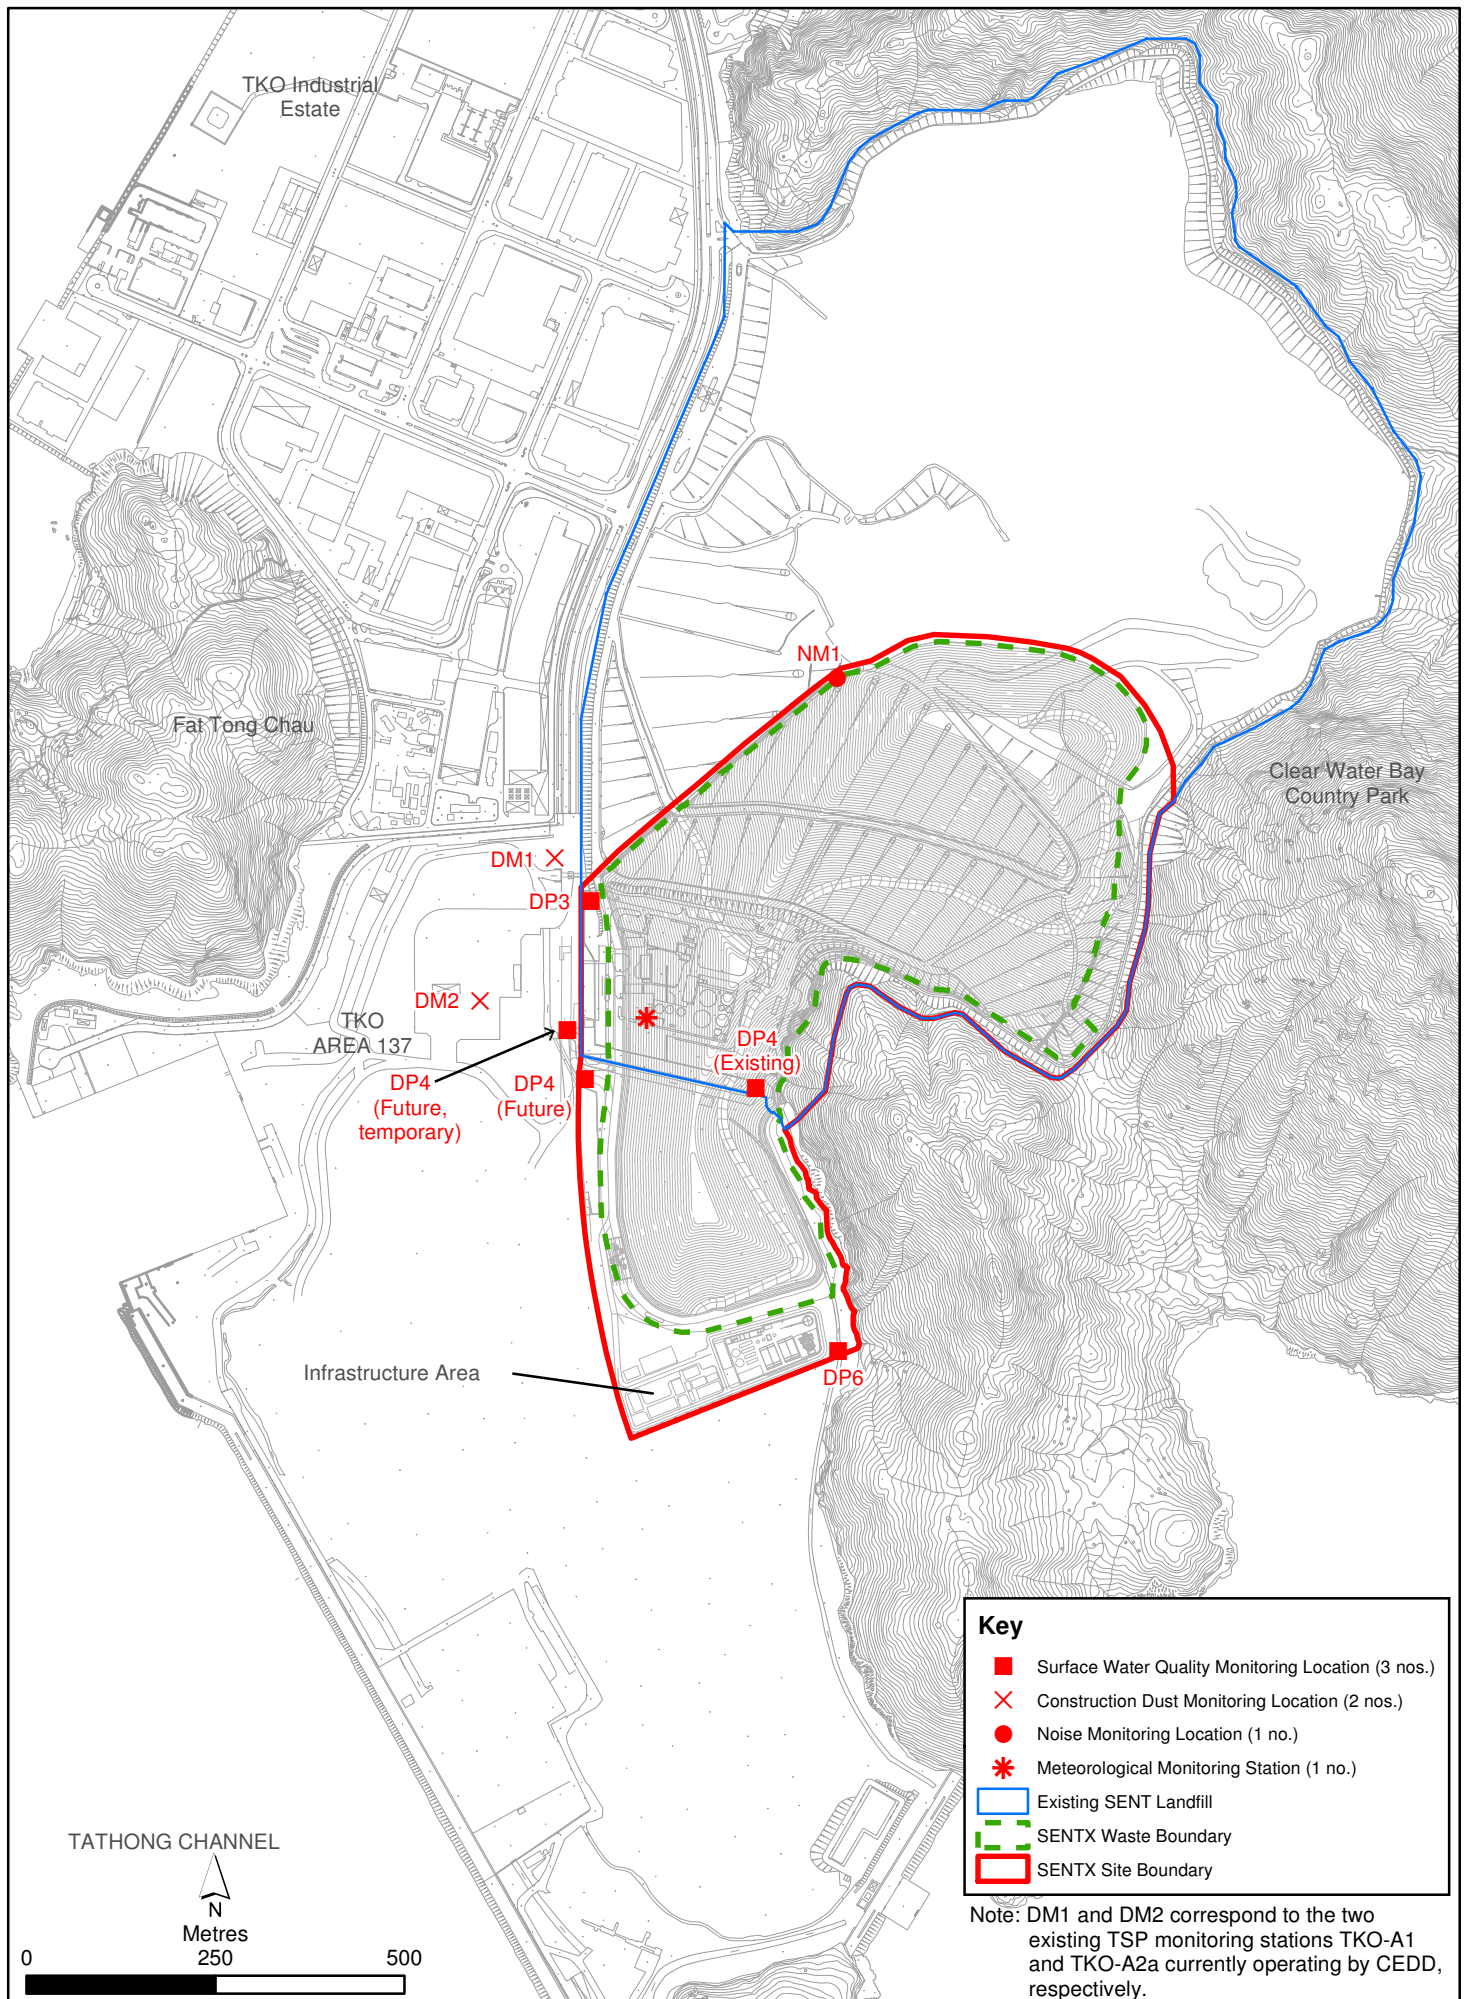 TKO Industrial
Estate
Fat Tong Chau
NM1
Clear Water Bay
Country Park
DM1
DP3
DM2
TKO
AREA 137
DP4
(Existing)
DP4
(Future,
temporary)
DP4
(Future)
Infrastructure Area
DP6
TATHONG CHANNEL
N
Metres
0 250 500
Key
Surface Water Quality Monitoring Location (3 nos.)
Construction Dust Monitoring Location (2 nos.)
Noise Monitoring Location (1 no.)
Meteorological Monitoring Station (1 no.)
Existing SENT Landfill
SENTX Waste Boundary
SENTX Site Boundary
Note: DM1 and DM2 correspond to the two
existing TSP monitoring stations TKO-A1
and TKO-A2a currently operating by CEDD,
respectively.